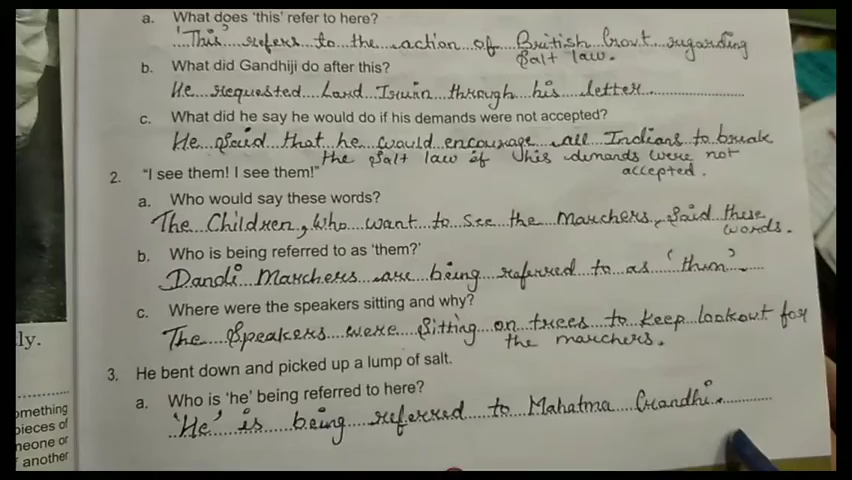 a. What does 'this' refer to here?
'This' refers to the action of British Govt regarding
salt law.
b. What did Gandhiji do after this?
He requested Lord Irwin through his letter.
c. What did he say he would do if his demands were not accepted?
He said that he would encourage all Indians to break
the salt law if his demands were not
accepted.
2. "I see them! I see them!"
a. Who would say these words?
The Children, who want to see the marchers, said these
words.
b. Who is being referred to as 'them?'
Dandi Marchers are being referred to as 'them'
c. Where were the speakers sitting and why?
The Speakers were sitting on trees to keep lookout for
the marchers.
3. He bent down and picked up a lump of salt.
a. Who is 'he' being referred to here?
'He' is being referred to Mahatma Gandhi.
ly.
omething
pieces of
neone or
another